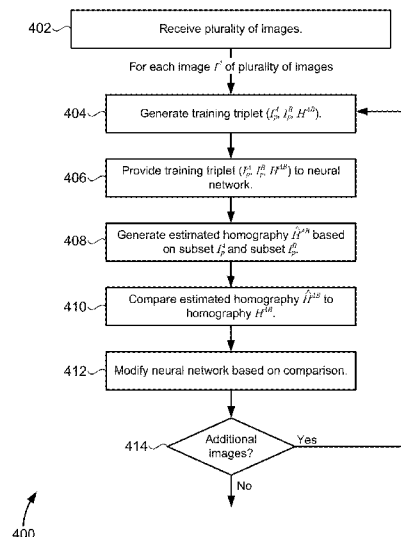 402
Receive plurality of images.
For each image I' of plurality of images
404
Generate training triplet (I_p^A, I_p^B, H^AB).
406
Provide training triplet (I_p^A, I_p^B, H^AB) to neural
network.
408
Generate estimated homography Ĥ^AB based
on subset I_p^A and subset I_p^B.
410
Compare estimated homography Ĥ^AB to
homography H^AB.
412
Modify neural network based on comparison.
414
Additional
images?
Yes
No
400